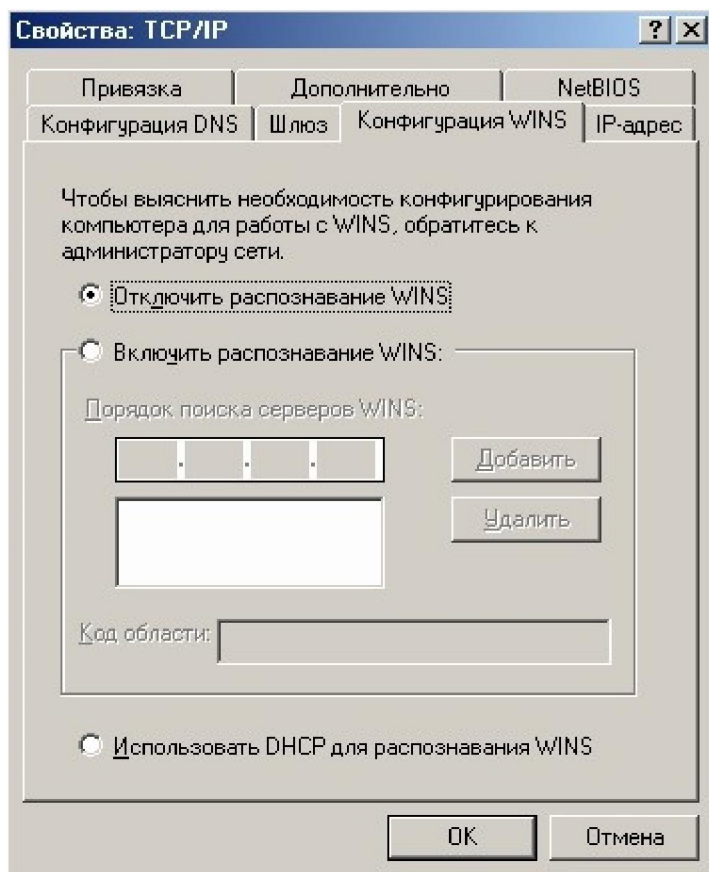 Свойства: TCP/IP
Привязка Дополнительно NetBIOS
Конфигурация DNS Шлюз Конфигурация WINS IP-адрес
Чтобы выяснить необходимость конфигурирования
компьютера для работы с WINS, обратитесь к
администратору сети.
Отключить распознавание WINS
Включить распознавание WINS:
Порядок поиска серверов WINS:
. . . Добавить
Удалить
Код области:
Использовать DHCP для распознавания WINS
OK Отмена